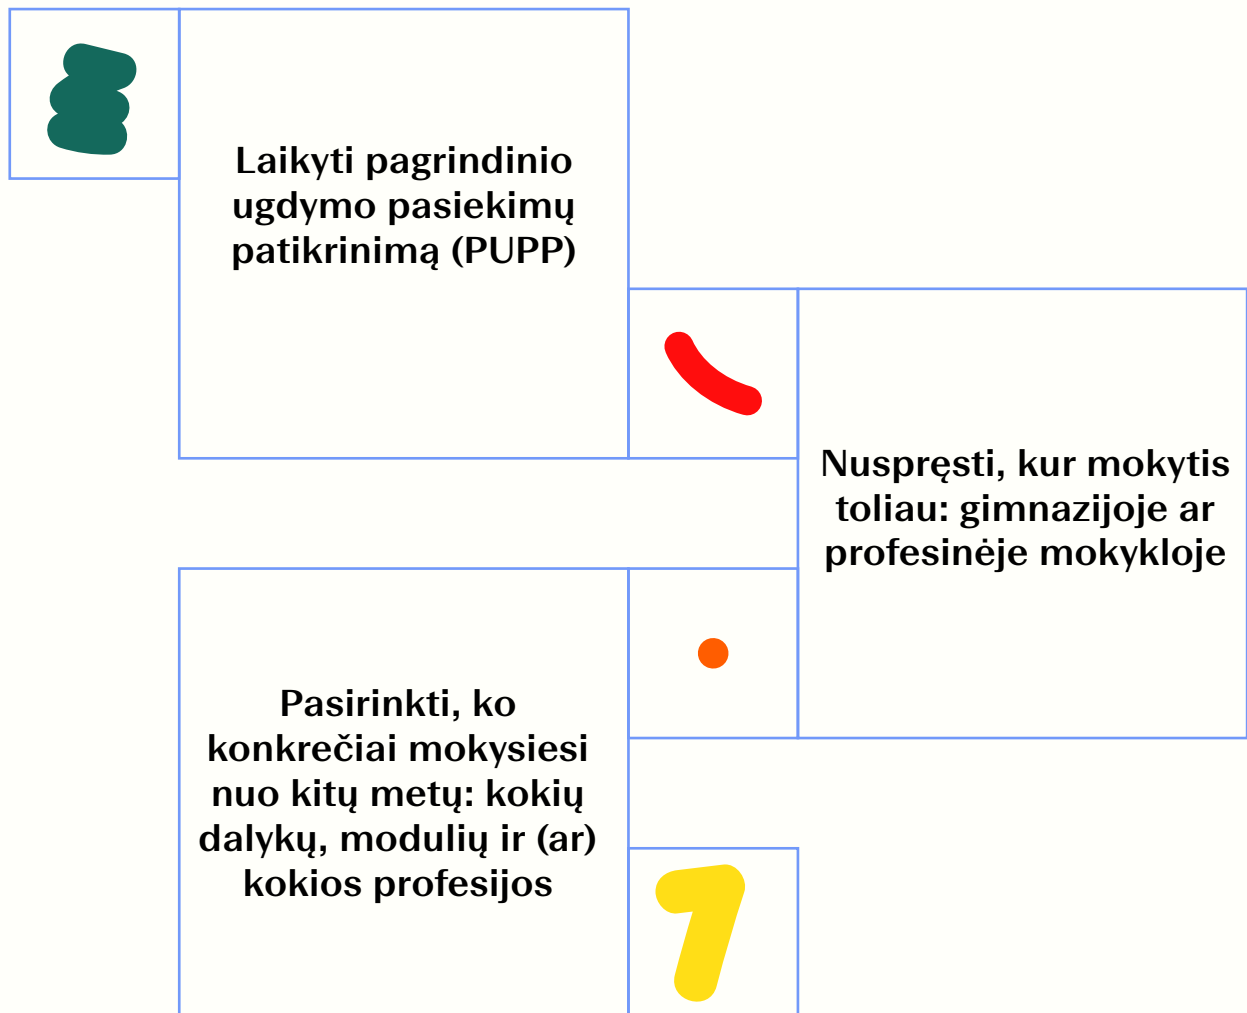 Laikyti pagrindinio
ugdymo pasiekimų
patikrinimą (PUPP)
Nuspręsti, kur mokytis
toliau: gimnazijoje ar
profesinėje mokykloje
Pasirinkti, ko
konkrečiai mokysiesi
nuo kitų metų: kokių
dalykų, modulių ir (ar)
kokios profesijos